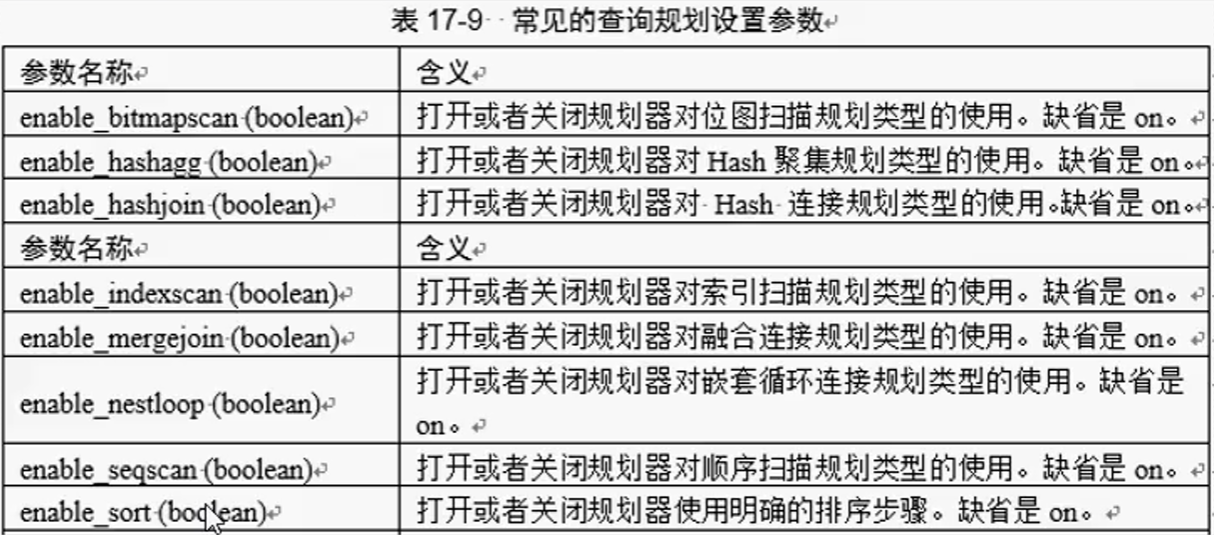 表 17-9 常见的查询规划设置参数
参数名称 含义
enable_bitmapscan (boolean) 打开或者关闭规划器对位图扫描规划类型的使用。缺省是 on。
enable_hashagg (boolean) 打开或者关闭规划器对 Hash 聚集规划类型的使用。缺省是 on。
enable_hashjoin (boolean) 打开或者关闭规划器对 Hash 连接规划类型的使用。缺省是 on。
参数名称 含义
enable_indexscan (boolean) 打开或者关闭规划器对索引扫描规划类型的使用。缺省是 on。
enable_mergejoin (boolean) 打开或者关闭规划器对融合连接规划类型的使用。缺省是 on。
enable_nestloop (boolean) 打开或者关闭规划器对嵌套循环连接规划类型的使用。缺省是
on。
enable_seqscan (boolean) 打开或者关闭规划器对顺序扫描规划类型的使用。缺省是 on。
enable_sort (boolean) 打开或者关闭规划器使用明确的排序步骤。缺省是 on。